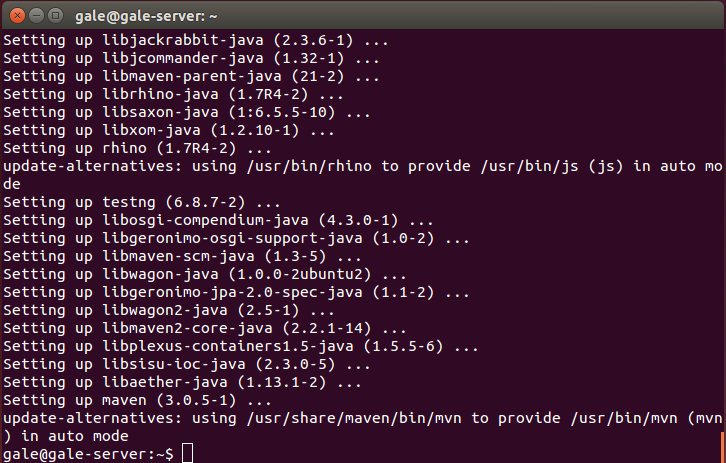 gale@gale-server: ~
Setting up libjackrabbit-java (2.3.6-1) ...
Setting up libjcommander-java (1.32-1) ...
Setting up libmaven-parent-java (21-2) ...
Setting up librhino-java (1.7R4-2) ...
Setting up libsaxon-java (1:6.5.5-10) ...
Setting up libxom-java (1.2.10-1) ...
Setting up rhino (1.7R4-2) ...
update-alternatives: using /usr/bin/rhino to provide /usr/bin/js (js) in auto mo
de
Setting up testng (6.8.7-2) ...
Setting up libosgi-compendium-java (4.3.0-1) ...
Setting up libgeronimo-osgi-support-java (1.0-2) ...
Setting up libmaven-scm-java (1.3-5) ...
Setting up libwagon-java (1.0.0-2ubuntu2) ...
Setting up libgeronimo-jpa-2.0-spec-java (1.1-2) ...
Setting up libwagon2-java (2.5-1) ...
Setting up libmaven2-core-java (2.2.1-14) ...
Setting up libplexus-containers1.5-java (1.5.5-6) ...
Setting up libsisu-ioc-java (2.3.0-5) ...
Setting up libaether-java (1.13.1-2) ...
Setting up maven (3.0.5-1) ...
update-alternatives: using /usr/share/maven/bin/mvn to provide /usr/bin/mvn (mvn
) in auto mode
gale@gale-server:~$